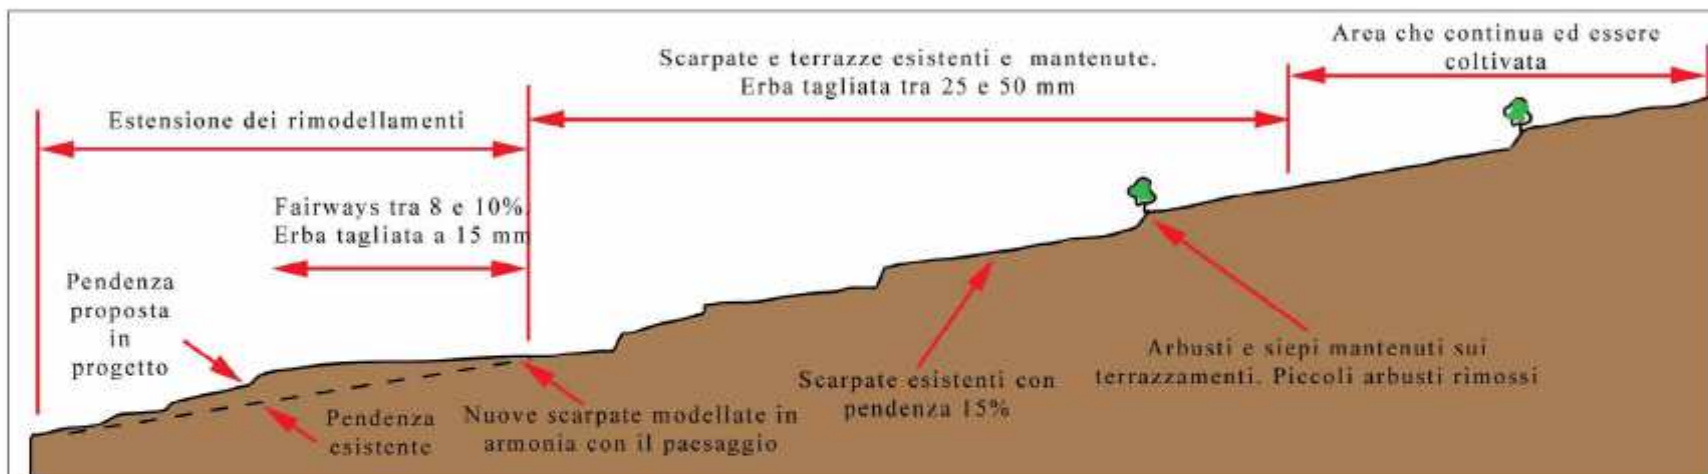 Area che continua ed essere
coltivata
Scarpate e terrazze esistenti e mantenute.
Erba tagliata tra 25 e 50 mm
Estensione dei rimodellamenti
Fairways tra 8 e 10%.
Erba tagliata a 15 mm
Pendenza
proposta
in
progetto
Pendenza
esistente
Nuove scarpate modellate in
armonia con il paesaggio
Scarpate esistenti con
pendenza 15%
Arbusti e siepi mantenuti sui
terrazzamenti. Piccoli arbusti rimossi